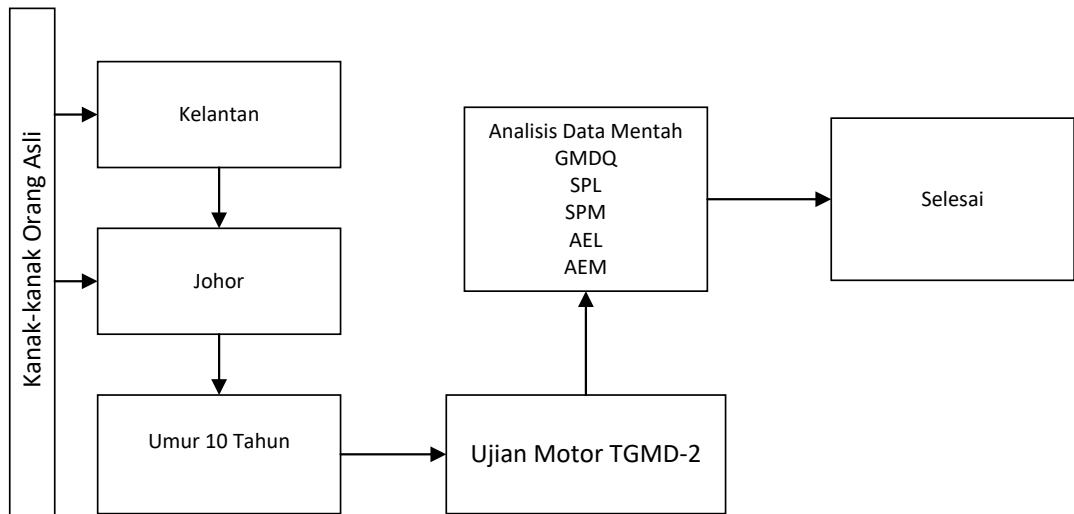 Kanak-kanak Orang Asli
Kelantan
Johor
Umur 10 Tahun
Ujian Motor TGMD-2
Analisis Data Mentah
GMDQ
SPL
SPM
AEL
AEM
Selesai